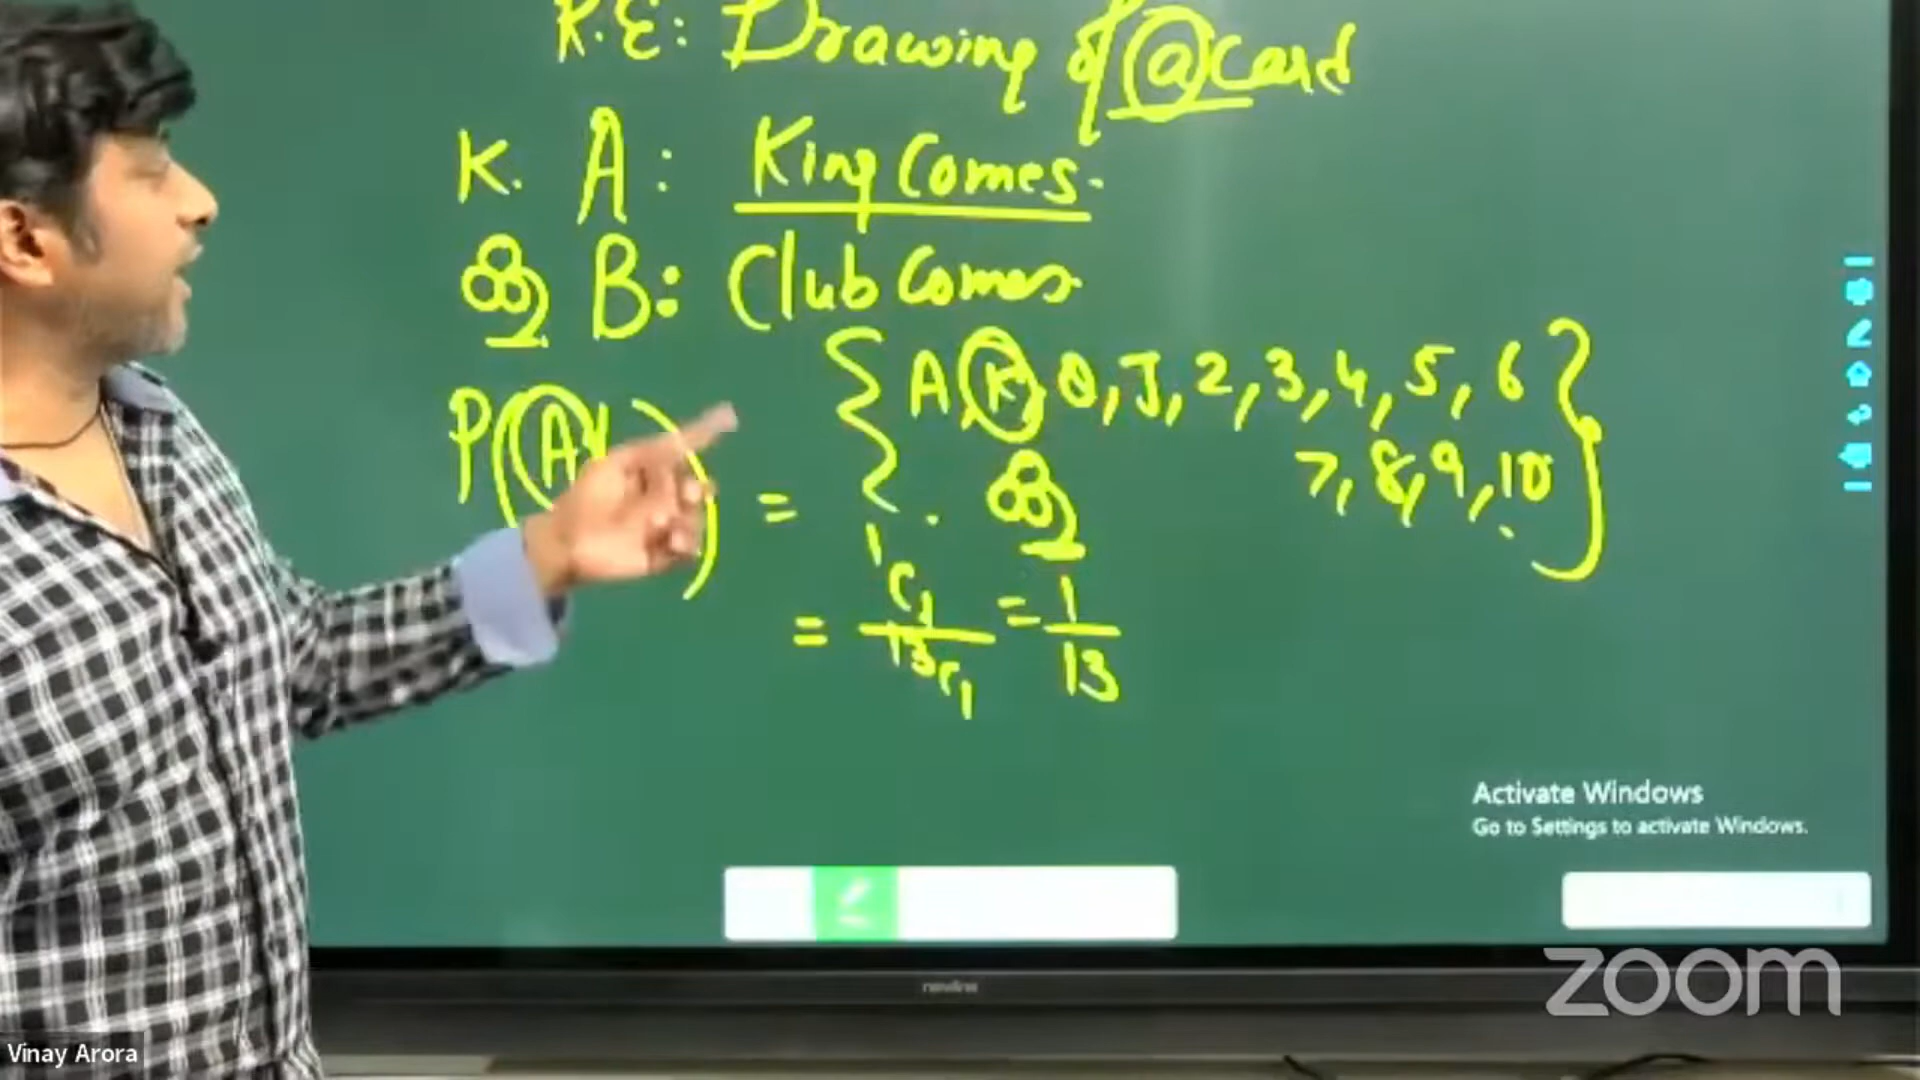 R.E: Drawing of a card
K. A: King Comes.
B: Club Comes.
{ A, K, Q, J, 2, 3, 4, 5, 6
7, 8, 9, 10 }
P(A| ) =
= ¹C₁/¹³C₁ = 1/13
Activate Windows
Go to Settings to activate Windows.
newline
zoom
Vinay Arora